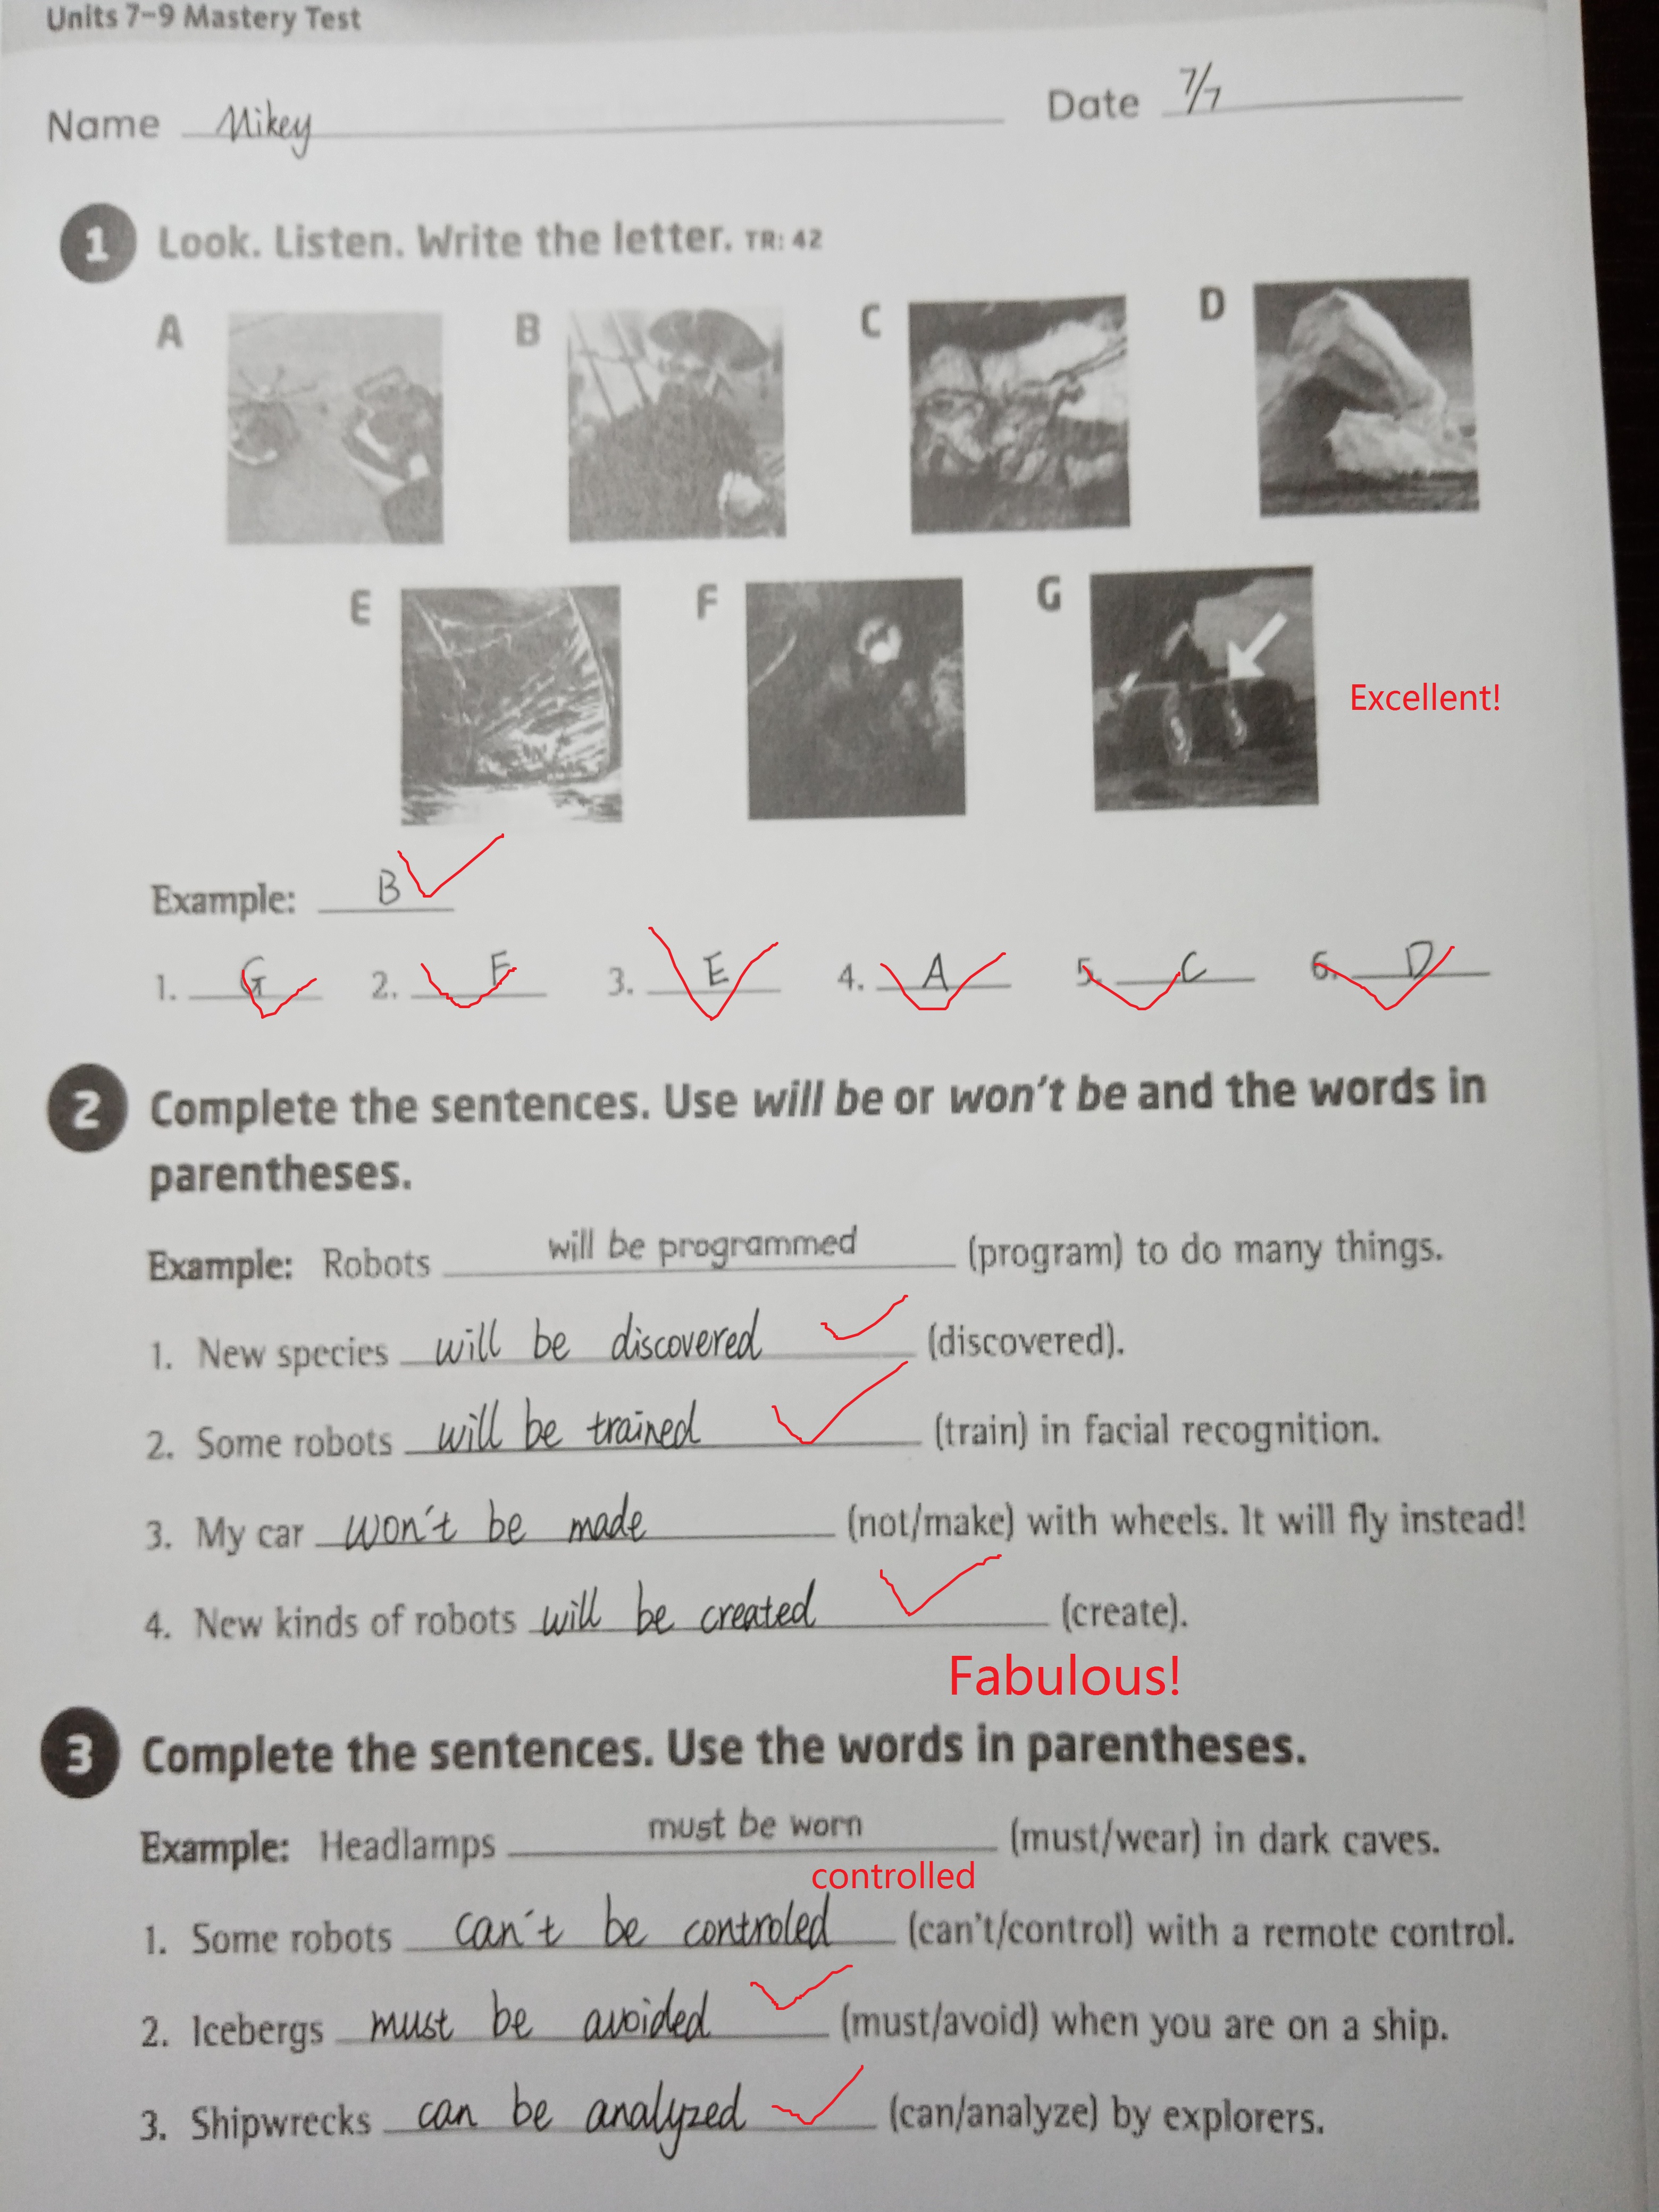 Units 7-9 Mastery Test
Name Mikey Date 7/7
1 Look. Listen. Write the letter. TR: 42
A B C D
E F G
Excellent!
Example: B
1. G 2. F 3. E 4. A 5. C 6. D
2 Complete the sentences. Use will be or won't be and the words in
parentheses.
Example: Robots will be programmed (program) to do many things.
1. New species will be discovered (discovered).
2. Some robots will be trained (train) in facial recognition.
3. My car won't be made (not/make) with wheels. It will fly instead!
4. New kinds of robots will be created (create).
Fabulous!
3 Complete the sentences. Use the words in parentheses.
Example: Headlamps must be worn (must/wear) in dark caves.
controlled
1. Some robots can't be controled (can't/control) with a remote control.
2. Icebergs must be avoided (must/avoid) when you are on a ship.
3. Shipwrecks can be analyzed (can/analyze) by explorers.